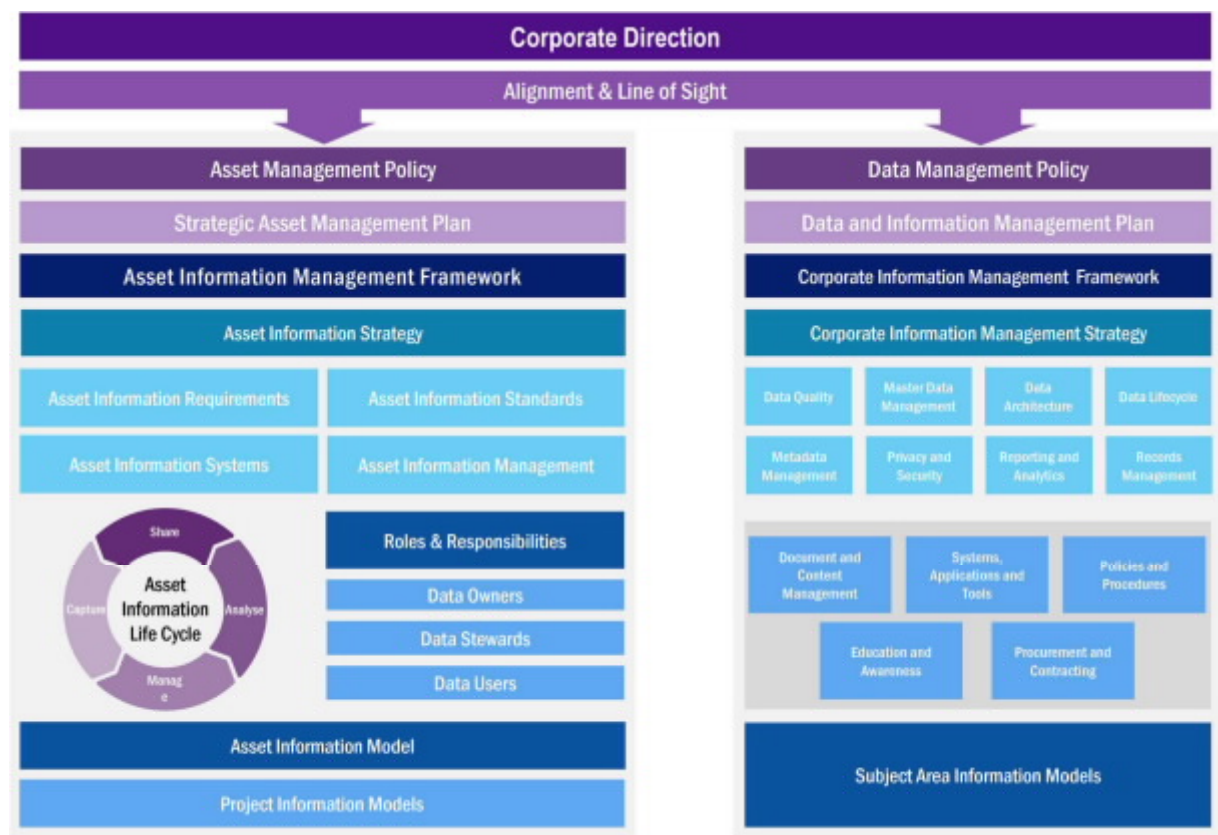 Corporate Direction
Alignment & Line of Sight
Asset Management Policy
Strategic Asset Management Plan
Asset Information Management Framework
Asset Information Strategy
Asset Information Requirements
Asset Information Standards
Asset Information Systems
Asset Information Management
Share
Capture
Asset
Information
Life Cycle
Analyse
Manag
e
Roles & Responsibilities
Data Owners
Data Stewards
Data Users
Asset Information Model
Project Information Models
Data Management Policy
Data and Information Management Plan
Corporate Information Management Framework
Corporate Information Management Strategy
Data Quality
Master Data
Management
Data
Architecture
Data Lifecycle
Metadata
Management
Privacy and
Security
Reporting and
Analytics
Records
Management
Document and
Content
Management
Systems,
Applications and
Tools
Policies and
Procedures
Education and
Awareness
Procurement and
Contracting
Subject Area Information Models